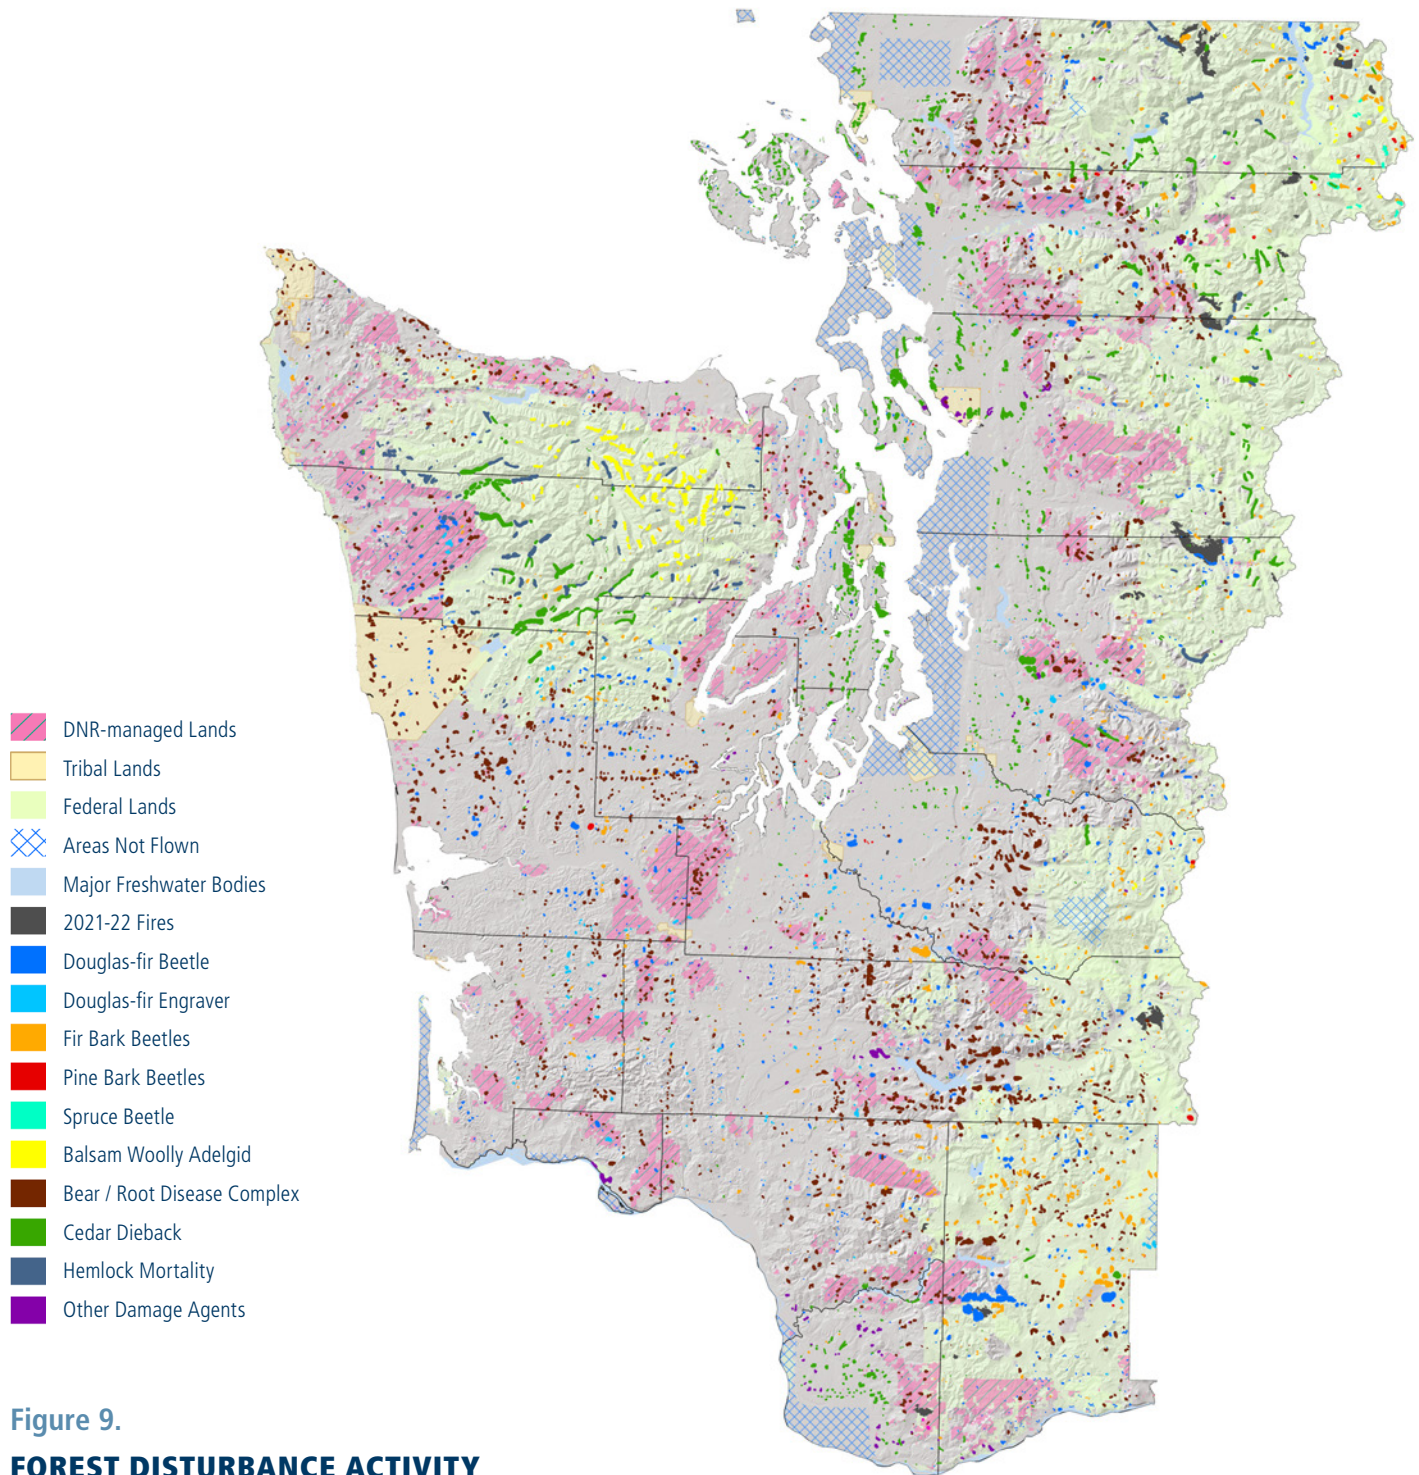 DNR-managed Lands
Tribal Lands
Federal Lands
Areas Not Flown
Major Freshwater Bodies
2021-22 Fires
Douglas-fir Beetle
Douglas-fir Engraver
Fir Bark Beetles
Pine Bark Beetles
Spruce Beetle
Balsam Woolly Adelgid
Bear / Root Disease Complex
Cedar Dieback
Hemlock Mortality
Other Damage Agents
Figure 9.
FOREST DISTURBANCE ACTIVITY